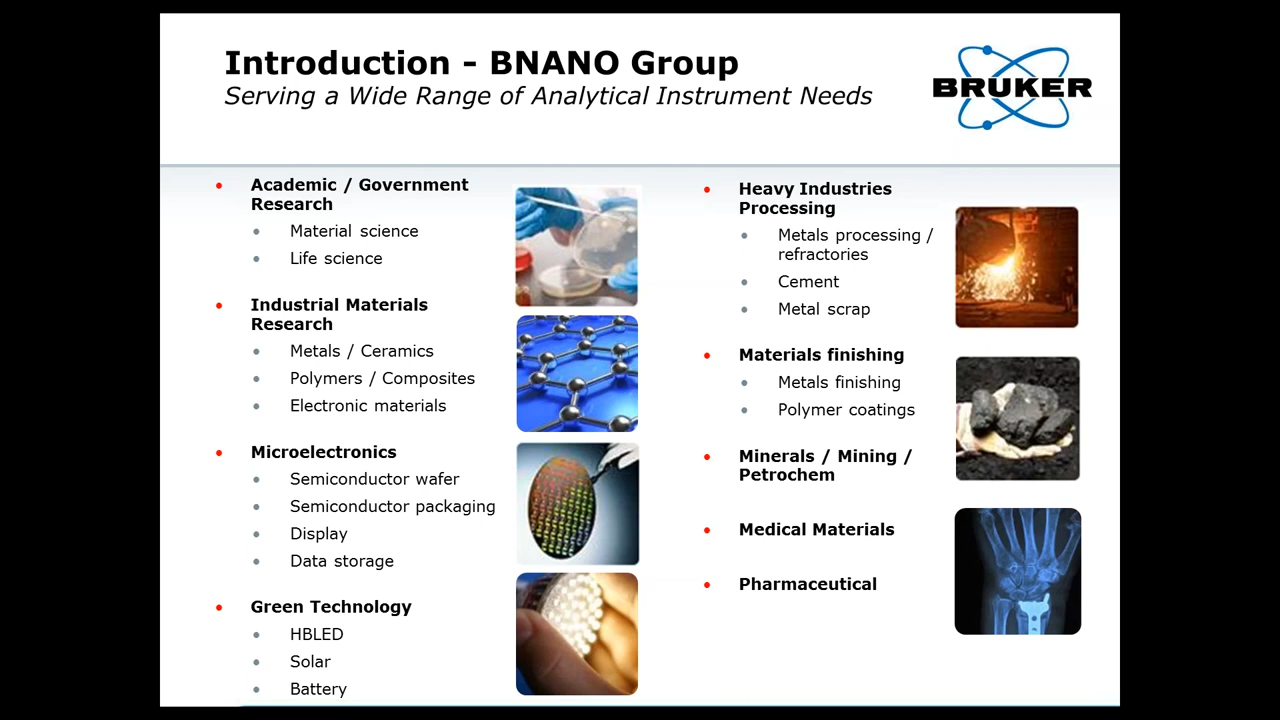 Introduction - BNANO Group
Serving a Wide Range of Analytical Instrument Needs
BRUKER
• Academic / Government
Research
• Material science
• Life science
• Industrial Materials
Research
• Metals / Ceramics
• Polymers / Composites
• Electronic materials
• Microelectronics
• Semiconductor wafer
• Semiconductor packaging
• Display
• Data storage
• Green Technology
• HBLED
• Solar
• Battery
• Heavy Industries
Processing
• Metals processing /
refractories
• Cement
• Metal scrap
• Materials finishing
• Metals finishing
• Polymer coatings
• Minerals / Mining /
Petrochem
• Medical Materials
• Pharmaceutical